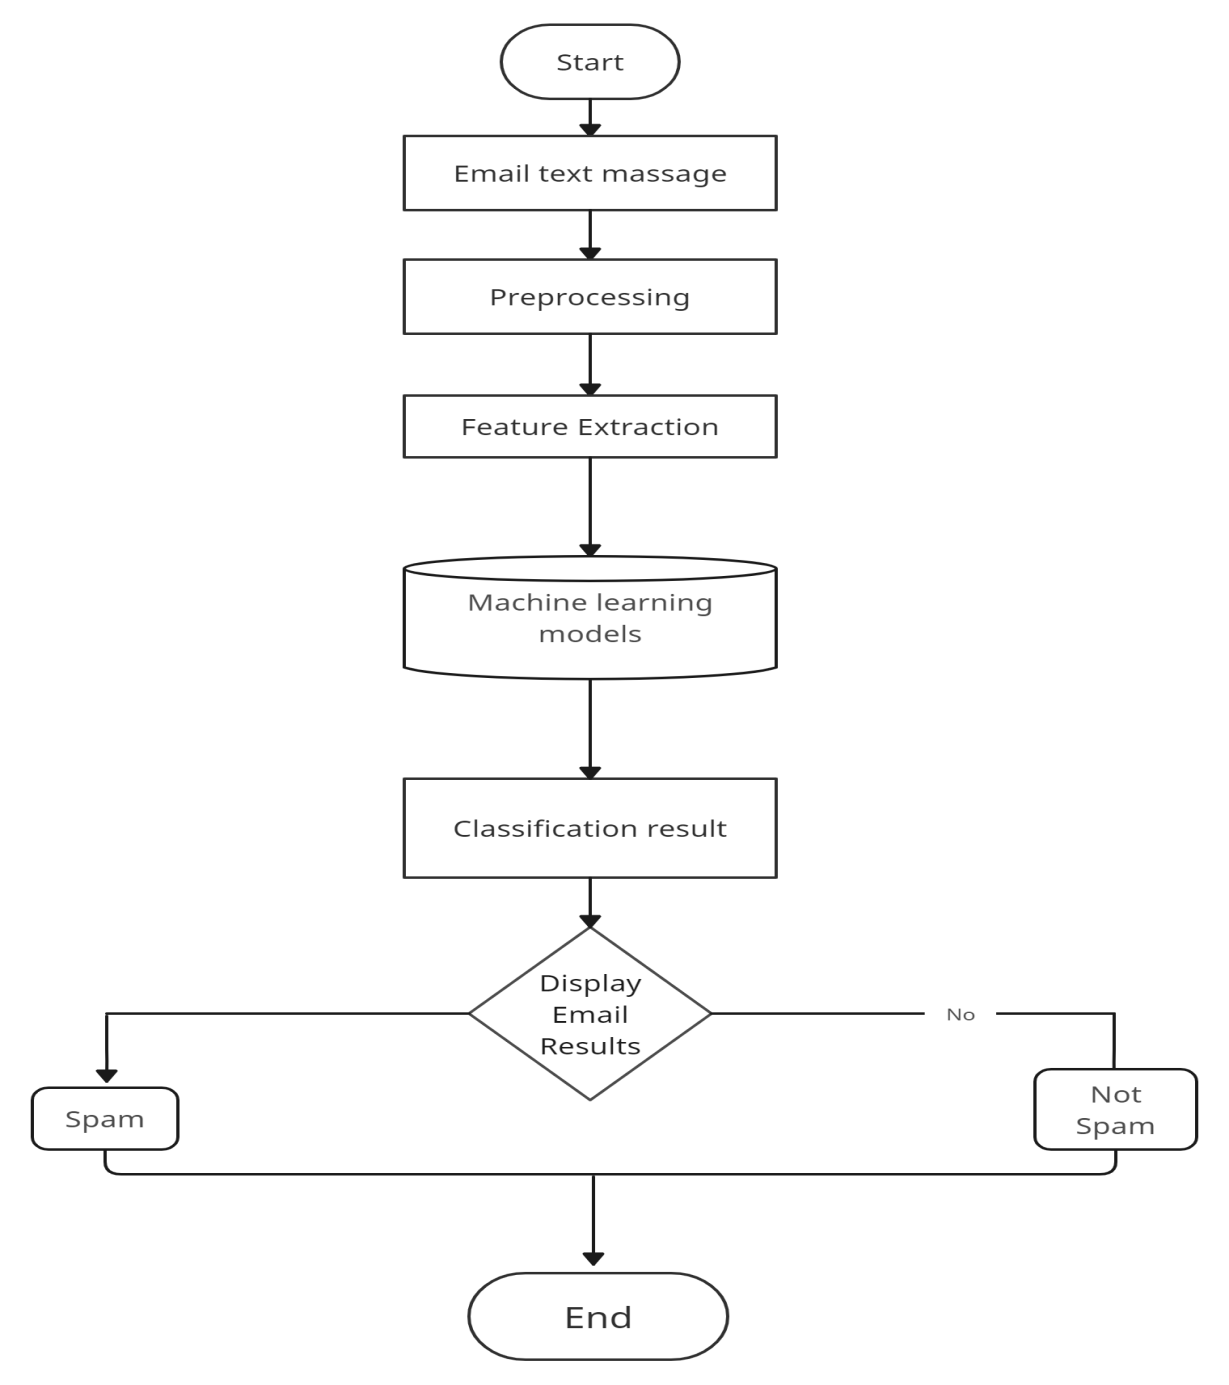 Start
Email text massage
Preprocessing
Feature Extraction
Machine learning
models
Classification result
Display
Email
Results
No
Spam
Not
Spam
End